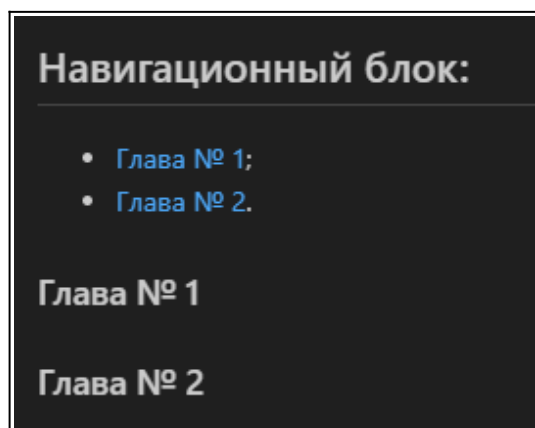 Навигационный блок:
Глава № 1;
Глава № 2.
Глава № 1
Глава № 2